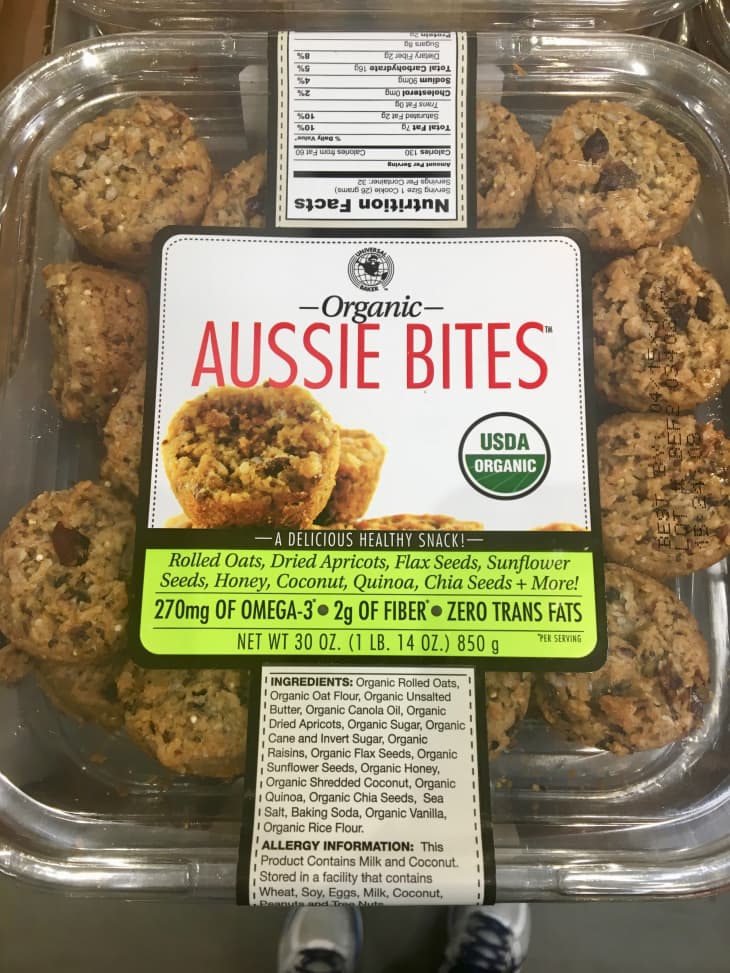 Nutrition Facts
Serving Size 1 Cookie (26 grams)
Servings Per Container: 32
Amount Per Serving
Calories 130 Calories from Fat 60
% Daily Value*
Total Fat 7g 10%
Saturated Fat 2g 10%
Trans Fat 0g
Cholesterol 0mg 2%
Sodium 90mg 4%
Total Carbohydrate 16g 5%
Dietary Fiber 2g 8%
Sugars 8g
Protein 2g
UNIVERSAL
BAKER
Organic
AUSSIE BITES™
USDA
ORGANIC
A DELICIOUS HEALTHY SNACK!
Rolled Oats, Dried Apricots, Flax Seeds, Sunflower
Seeds, Honey, Coconut, Quinoa, Chia Seeds + More!
270mg OF OMEGA-3* • 2g OF FIBER* • ZERO TRANS FATS
NET WT 30 OZ. (1 LB. 14 OZ.) 850 g
*PER SERVING
INGREDIENTS: Organic Rolled Oats,
Organic Oat Flour, Organic Unsalted
Butter, Organic Canola Oil, Organic
Dried Apricots, Organic Sugar, Organic
Cane and Invert Sugar, Organic
Raisins, Organic Flax Seeds, Organic
Sunflower Seeds, Organic Honey,
Organic Shredded Coconut, Organic
Quinoa, Organic Chia Seeds, Sea
Salt, Baking Soda, Organic Vanilla,
Organic Rice Flour.
ALLERGY INFORMATION: This
Product Contains Milk and Coconut.
Stored in a facility that contains
Wheat, Soy, Eggs, Milk, Coconut,
Peanuts and Tree Nuts.
BEST BY:
LOT #